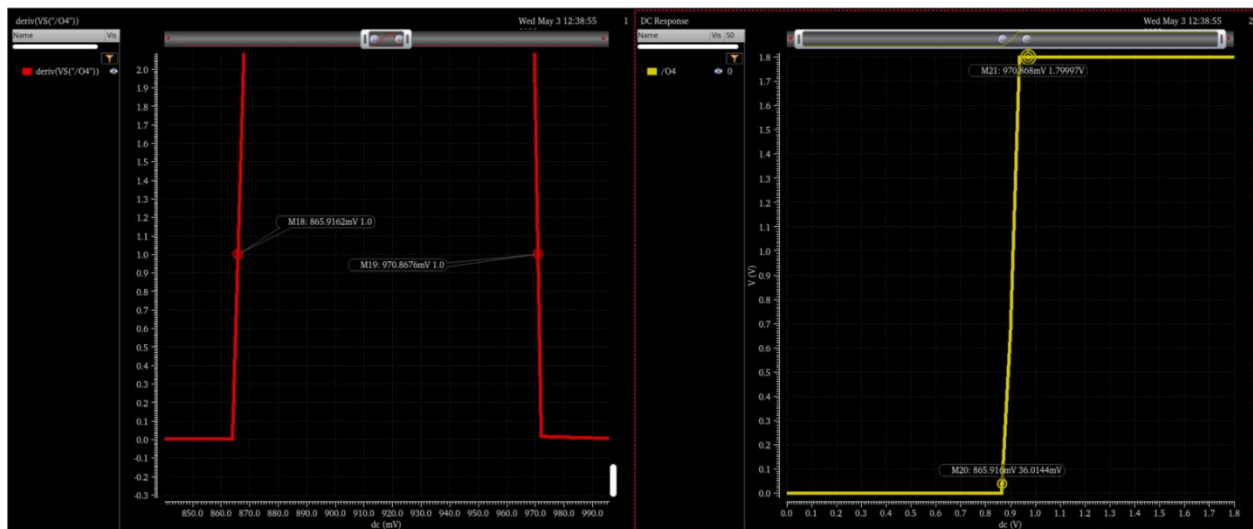 deriv(VS("/O4"))
Wed May 3 12:38:55
1
Name
Vis
deriv(VS("/O4"))
2.0
1.9
1.8
1.7
1.6
1.5
1.4
1.3
1.2
1.1
1.0
0.9
0.8
0.7
0.6
0.5
0.4
0.3
0.2
0.1
0.0
-0.1
-0.2
-0.3
M18: 865.9162mV 1.0
M19: 970.8676mV 1.0
850.0 860.0 870.0 880.0 890.0 900.0 910.0 920.0 930.0 940.0 950.0 960.0 970.0 980.0 990.0
dc (mV)
DC Response
Wed May 3 12:38:55
Name
Vis
/O4
0
V (V)
1.8
1.7
1.6
1.5
1.4
1.3
1.2
1.1
1.0
0.9
0.8
0.7
0.6
0.5
0.4
0.3
0.2
0.1
0.0
M21: 970.868mV 1.79997V
M20: 865.916mV 36.0144mV
0.0 0.1 0.2 0.3 0.4 0.5 0.6 0.7 0.8 0.9 1.0 1.1 1.2 1.3 1.4 1.5 1.6 1.7 1.8
dc (V)